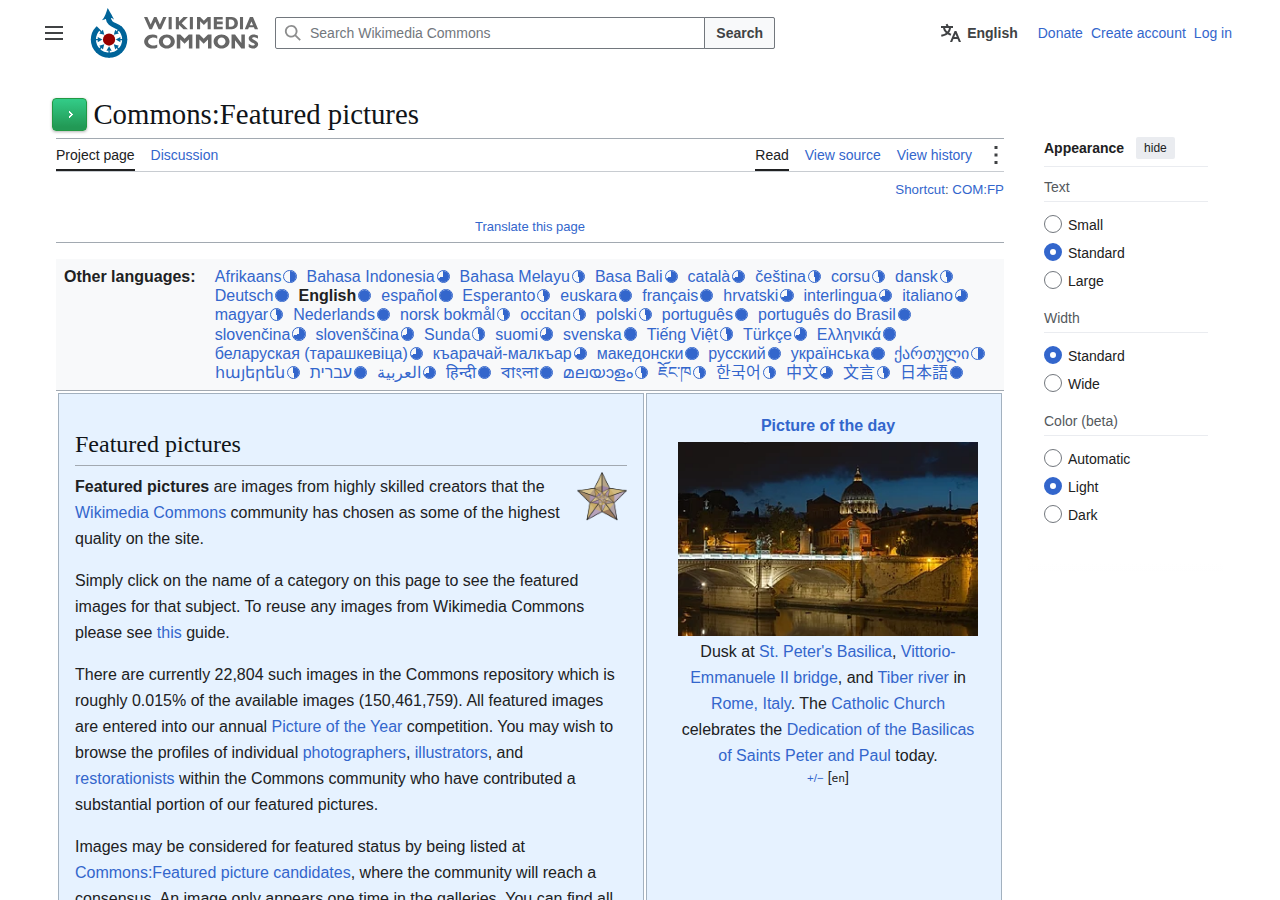 WIKIMEDIA COMMONS
Search Wikimedia Commons
Search
English
Donate Create account Log in
Commons:Featured pictures
Project page Discussion
Read View source View history
Shortcut: COM:FP
Translate this page
Other languages:
Afrikaans Bahasa Indonesia Bahasa Melayu Basa Bali català čeština corsu dansk
Deutsch English español Esperanto euskara français hrvatski interlingua italiano
magyar Nederlands norsk bokmål occitan polski português português do Brasil
slovenčina slovenščina Sunda suomi svenska Tiếng Việt Türkçe Ελληνικά
беларуская (тарашкевіца) къарачай-малкъар македонски русский українська ქართული
հայերեն עברית العربية हिन्दी বাংলা മലയാളം རྫོང་ཁ 한국어 中文 文言 日本語
Featured pictures
Featured pictures are images from highly skilled creators that the
Wikimedia Commons community has chosen as some of the highest
quality on the site.
Simply click on the name of a category on this page to see the featured
images for that subject. To reuse any images from Wikimedia Commons
please see this guide.
There are currently 22,804 such images in the Commons repository which is
roughly 0.015% of the available images (150,461,759). All featured images
are entered into our annual Picture of the Year competition. You may wish to
browse the profiles of individual photographers, illustrators, and
restorationists within the Commons community who have contributed a
substantial portion of our featured pictures.
Images may be considered for featured status by being listed at
Commons:Featured picture candidates, where the community will reach a
consensus. An image only appears one time in the galleries. You can find all
Picture of the day
Dusk at St. Peter's Basilica, Vittorio-
Emmanuele II bridge, and Tiber river in
Rome, Italy. The Catholic Church
celebrates the Dedication of the Basilicas
of Saints Peter and Paul today.
+/− [en]
Appearance hide
Text
Small
Standard
Large
Width
Standard
Wide
Color (beta)
Automatic
Light
Dark